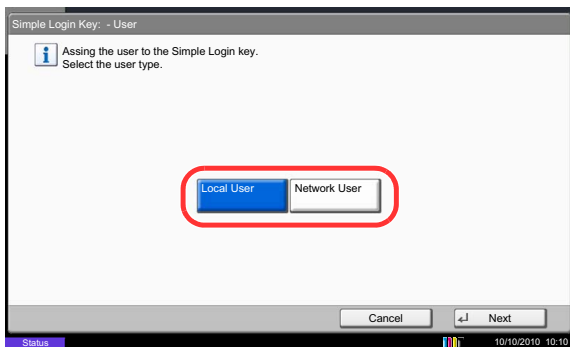 Simple Login Key: - User
Assing the user to the Simple Login key.
Select the user type.
Local User
Network User
Cancel
Next
Status
10/10/2010 10:10